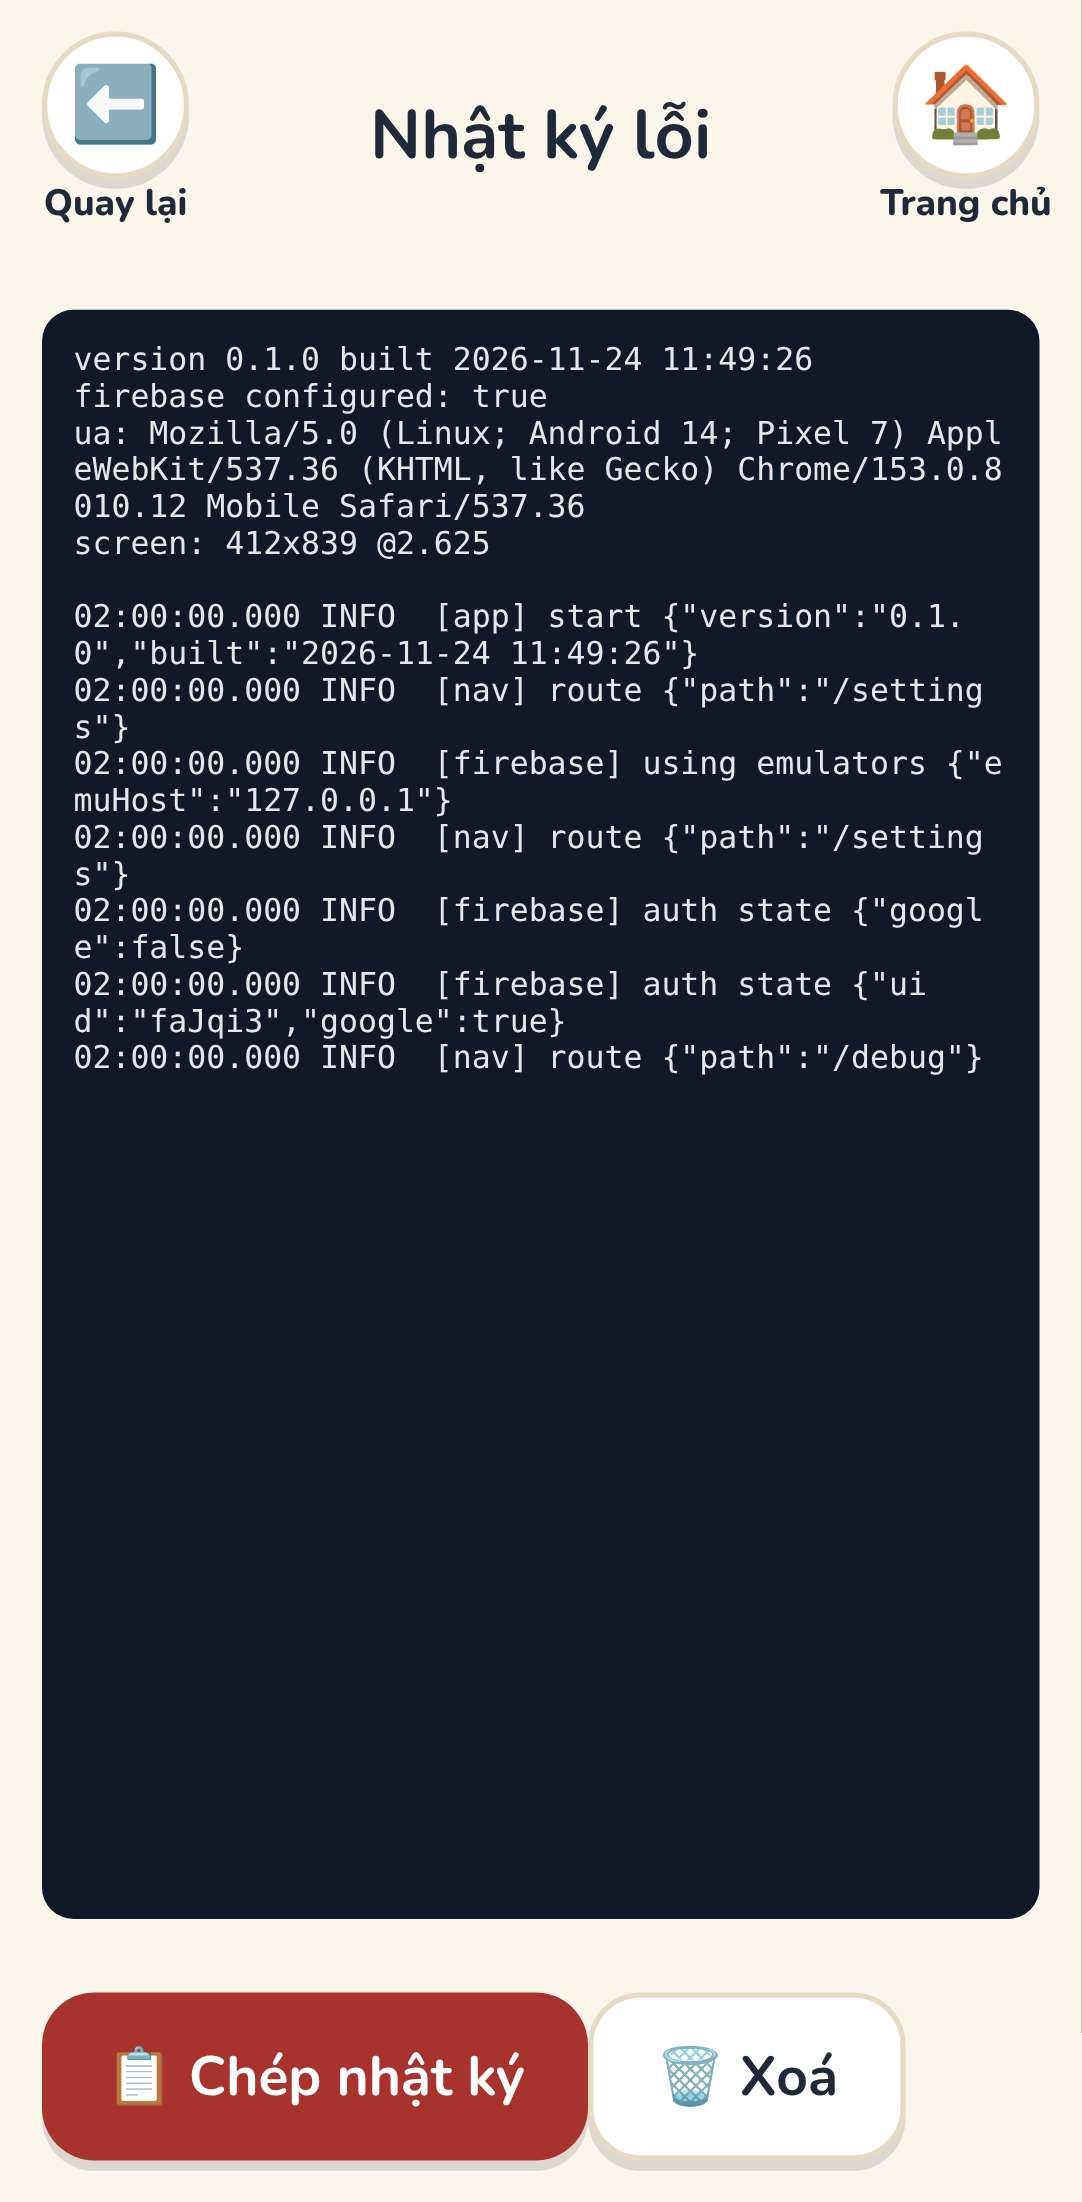 Nhật ký lỗi
Quay lại
Trang chủ
version 0.1.0 built 2026-11-24 11:49:26
firebase configured: true
ua: Mozilla/5.0 (Linux; Android 14; Pixel 7) Appl
eWebKit/537.36 (KHTML, like Gecko) Chrome/153.0.8
010.12 Mobile Safari/537.36
screen: 412x839 @2.625
02:00:00.000 INFO  [app] start {"version":"0.1.
0","built":"2026-11-24 11:49:26"}
02:00:00.000 INFO  [nav] route {"path":"/setting
s"}
02:00:00.000 INFO  [firebase] using emulators {"e
muHost":"127.0.0.1"}
02:00:00.000 INFO  [nav] route {"path":"/setting
s"}
02:00:00.000 INFO  [firebase] auth state {"googl
e":false}
02:00:00.000 INFO  [firebase] auth state {"ui
d":"faJqi3","google":true}
02:00:00.000 INFO  [nav] route {"path":"/debug"}
Chép nhật ký
Xoá